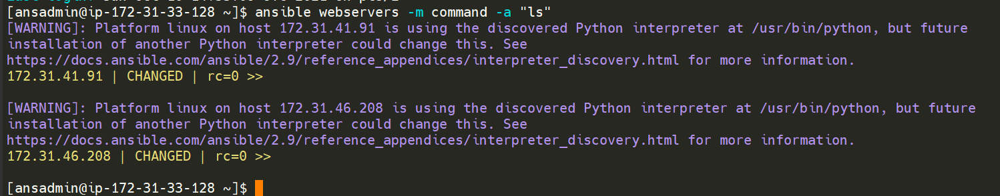 [ansadmin@ip-172-31-33-128 ~]$ ansible webservers -m command -a "ls"
[WARNING]: Platform linux on host 172.31.41.91 is using the discovered Python interpreter at /usr/bin/python, but future
installation of another Python interpreter could change this. See
https://docs.ansible.com/ansible/2.9/reference_appendices/interpreter_discovery.html for more information.
172.31.41.91 | CHANGED | rc=0 >>
[WARNING]: Platform linux on host 172.31.46.208 is using the discovered Python interpreter at /usr/bin/python, but future
installation of another Python interpreter could change this. See
https://docs.ansible.com/ansible/2.9/reference_appendices/interpreter_discovery.html for more information.
172.31.46.208 | CHANGED | rc=0 >>
[ansadmin@ip-172-31-33-128 ~]$